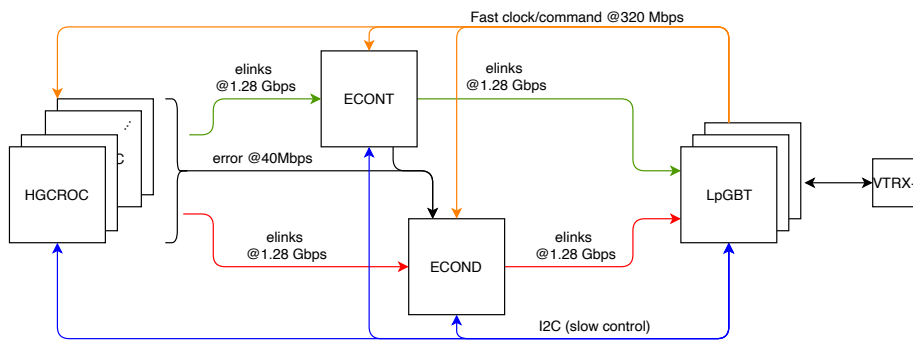 Fast clock/command @320 Mbps
elinks
@1.28 Gbps
elinks
@1.28 Gbps
ECONT
C
error @40Mbps
HGCROC
LpGBT
VTRX+
elinks
@1.28 Gbps
elinks
@1.28 Gbps
ECOND
I2C (slow control)